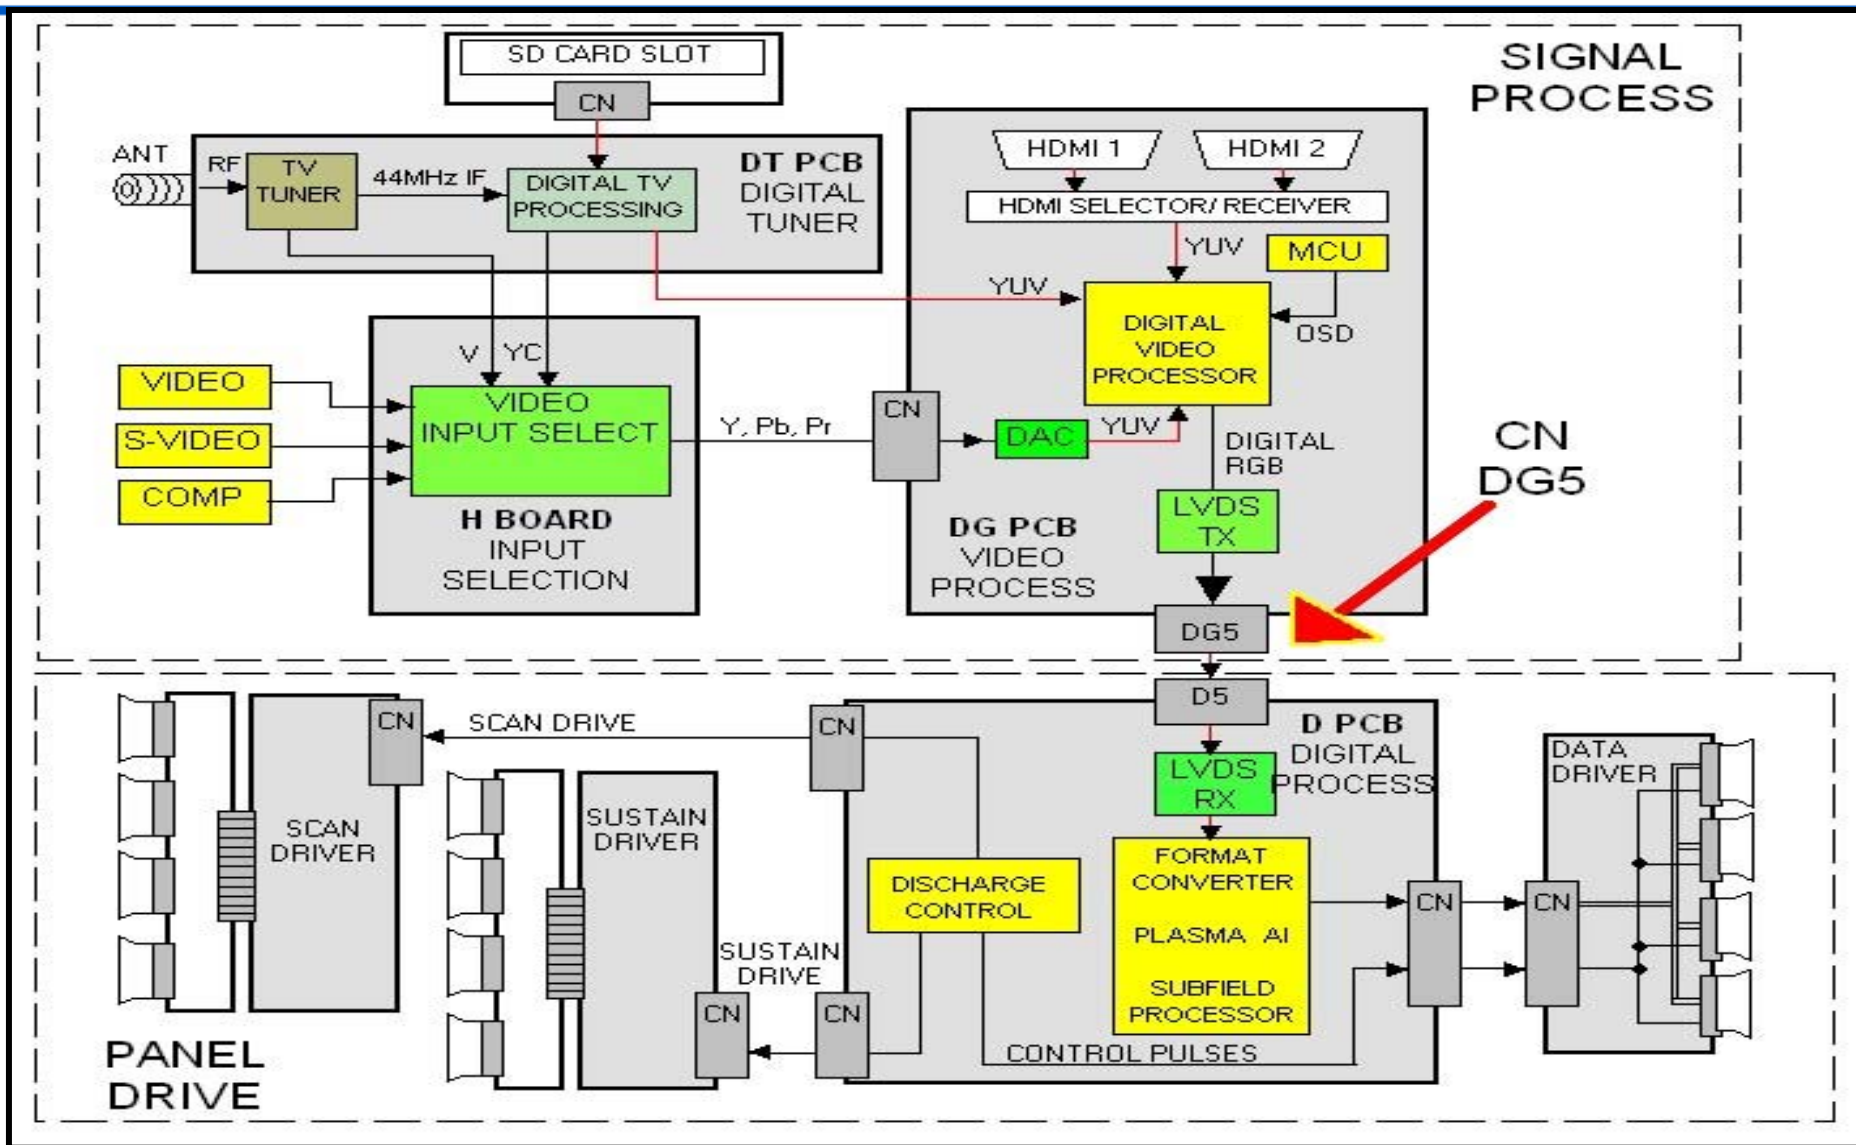 SD CARD SLOT
CN
SIGNAL
PROCESS
ANT
RF
TV
TUNER
44MHz IF
DIGITAL TV
PROCESSING
DT PCB
DIGITAL
TUNER
HDMI 1
HDMI 2
HDMI SELECTOR/ RECEIVER
YUV
MCU
YUV
OSD
DIGITAL
VIDEO
PROCESSOR
V
YC
VIDEO
S-VIDEO
COMP
VIDEO
INPUT SELECT
Y, Pb, Pr
CN
DAC
YUV
DIGITAL
RGB
CN
DG5
H BOARD
INPUT
SELECTION
DG PCB
VIDEO
PROCESS
LVDS
TX
DG5
D5
CN
SCAN DRIVE
CN
D PCB
DIGITAL
PROCESS
LVDS
RX
DATA
DRIVER
SCAN
DRIVER
SUSTAIN
DRIVER
DISCHARGE
CONTROL
FORMAT
CONVERTER
PLASMA AI
SUBFIELD
PROCESSOR
CN
CN
SUSTAIN
DRIVE
CN
CN
CONTROL PULSES
PANEL
DRIVE